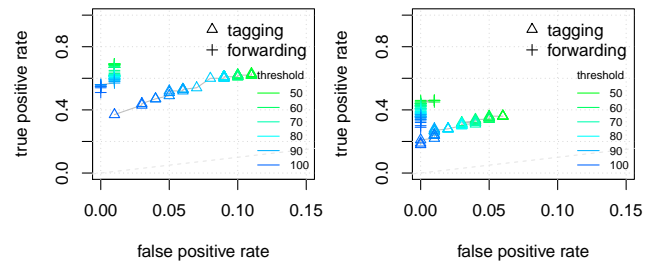 true positive rate
0.0
0.4
0.8
tagging
forwarding
threshold
50
60
70
80
90
100
0.00
0.05
0.10
0.15
false positive rate
true positive rate
0.0
0.4
0.8
tagging
forwarding
threshold
50
60
70
80
90
100
0.00
0.05
0.10
0.15
false positive rate